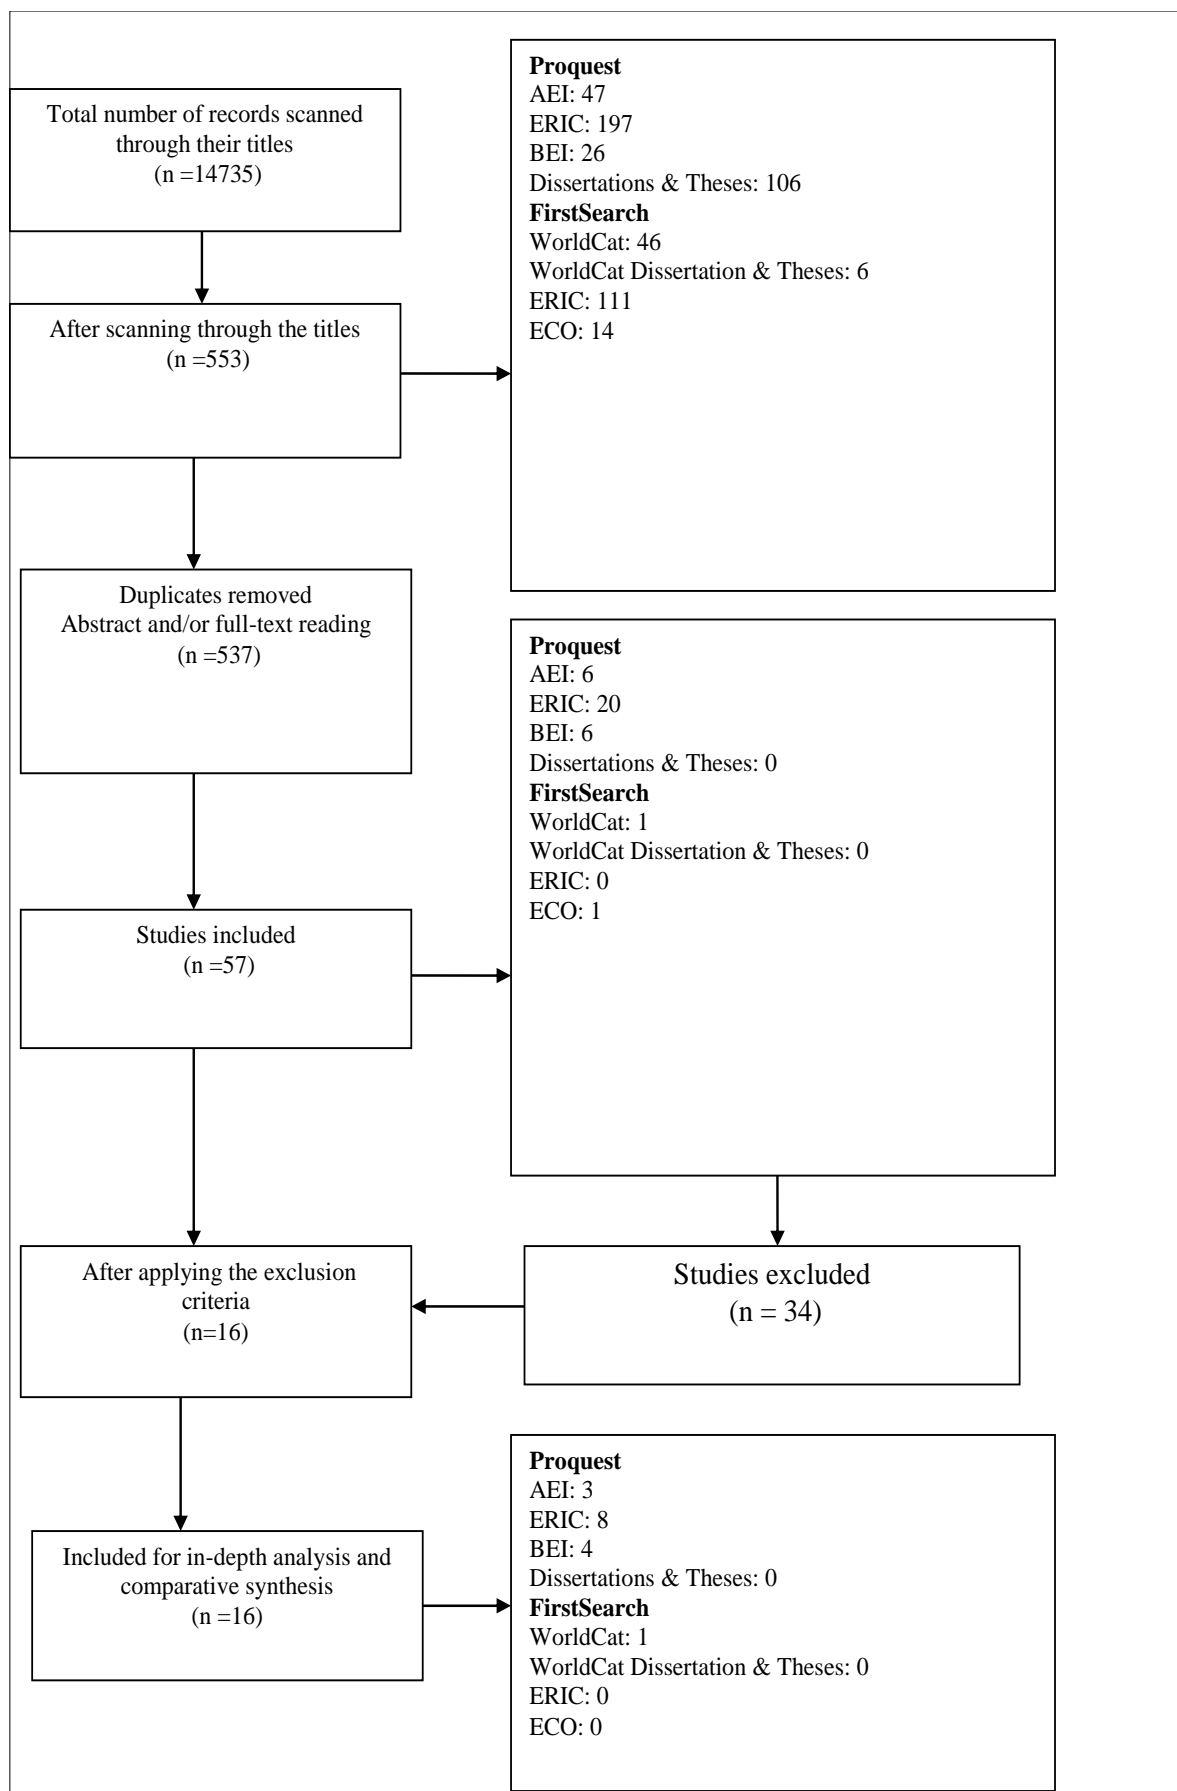 Total number of records scanned
through their titles
(n =14735)
Proquest
AEI: 47
ERIC: 197
BEI: 26
Dissertations & Theses: 106
FirstSearch
WorldCat: 46
WorldCat Dissertation & Theses: 6
ERIC: 111
ECO: 14
After scanning through the titles
(n =553)
Duplicates removed
Abstract and/or full-text reading
(n =537)
Proquest
AEI: 6
ERIC: 20
BEI: 6
Dissertations & Theses: 0
FirstSearch
WorldCat: 1
WorldCat Dissertation & Theses: 0
ERIC: 0
ECO: 1
Studies included
(n =57)
After applying the exclusion
criteria
(n=16)
Studies excluded
(n = 34)
Included for in-depth analysis and
comparative synthesis
(n =16)
Proquest
AEI: 3
ERIC: 8
BEI: 4
Dissertations & Theses: 0
FirstSearch
WorldCat: 1
WorldCat Dissertation & Theses: 0
ERIC: 0
ECO: 0